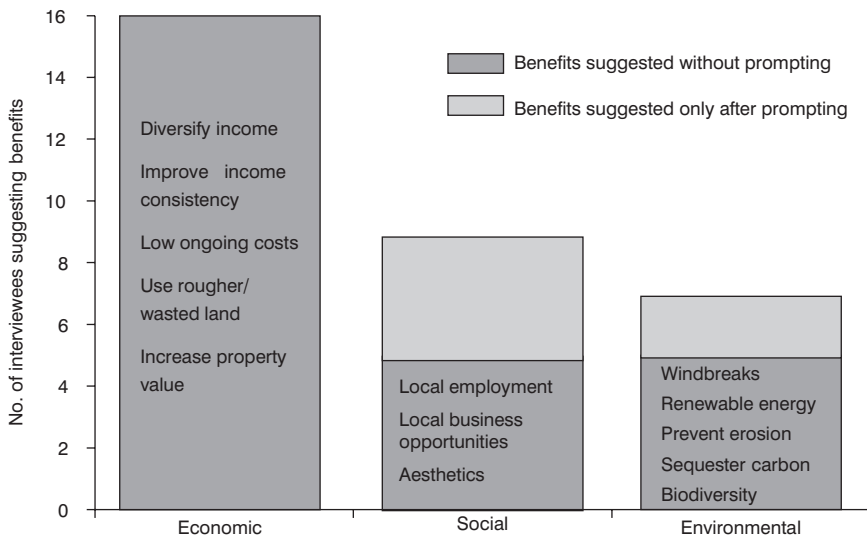 No. of interviewees suggesting benefits
16
14
12
10
8
6
4
2
0
Benefits suggested without prompting
Benefits suggested only after prompting
Diversify income
Improve income
consistency
Low ongoing costs
Use rougher/
wasted land
Increase property
value
Local employment
Local business
opportunities
Aesthetics
Windbreaks
Renewable energy
Prevent erosion
Sequester carbon
Biodiversity
Economic
Social
Environmental